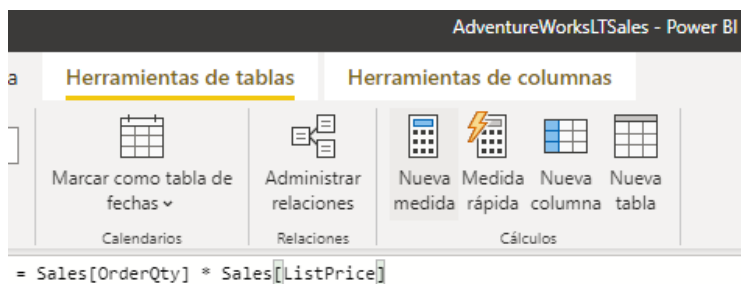 AdventureWorksLTSales - Power BI
a Herramientas de tablas Herramientas de columnas
Marcar como tabla de fechas
Administrar relaciones
Nueva medida
Medida rápida
Nueva columna
Nueva tabla
Calendarios Relaciones Cálculos
= Sales[OrderQty] * Sales[ListPrice]